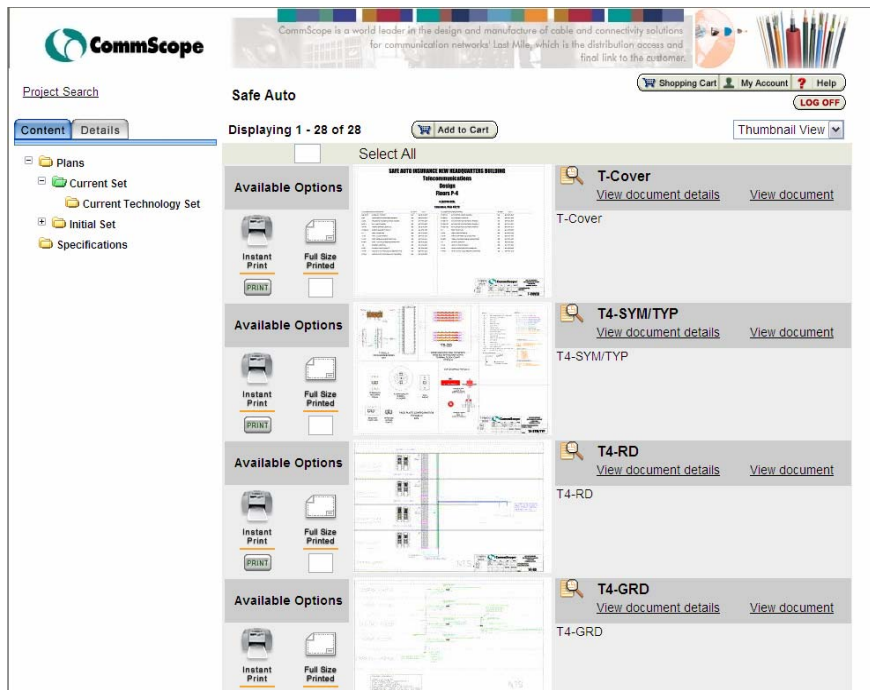 CommScope
CommScope is a world leader in the design and manufacture of cable and connectivity solutions
for communication networks' Last Mile, which is the distribution access and
final link to the customer.
Project Search
Safe Auto
Shopping Cart My Account ? Help
LOG OFF
Content Details
Displaying 1 - 28 of 28 Add to Cart Thumbnail View
Select All
Plans
Current Set
Current Technology Set
Initial Set
Specifications
Available Options
Instant Print
Full Size Printed
PRINT
SAFE AUTO INSURANCE NEW HEADQUARTERS BUILDING
Telecommunications
Design
Floors P-4
T-Cover
View document details View document
T-Cover
Available Options
Instant Print
Full Size Printed
PRINT
T4-SYM/TYP
View document details View document
T4-SYM/TYP
Available Options
Instant Print
Full Size Printed
PRINT
T4-RD
View document details View document
T4-RD
Available Options
Instant Print
Full Size Printed
NTS
T4-GRD
View document details View document
T4-GRD